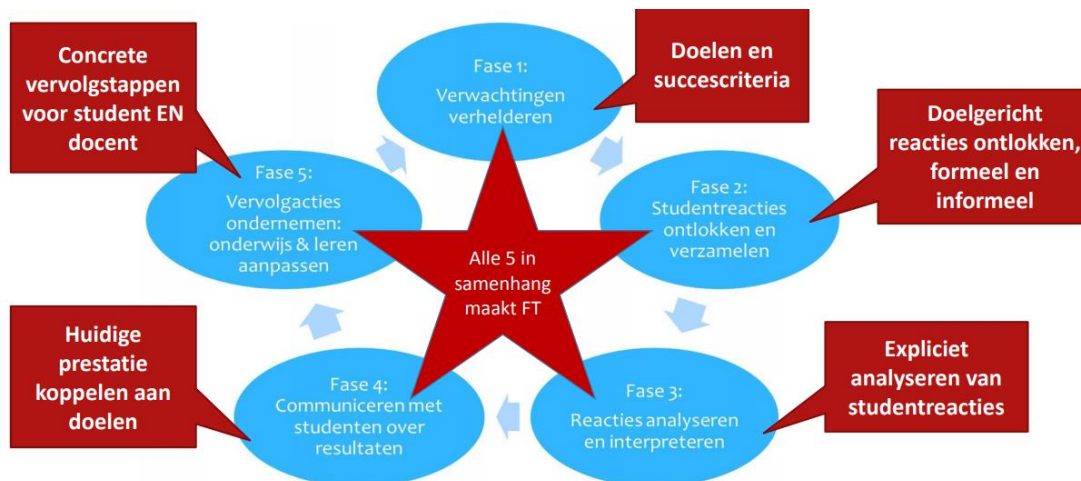 Concrete
vervolgstappen
voor student EN
docent
Fase 1:
Verwachtingen
verhelderen
Doelen en
succescriteria
Doelgericht
reacties ontlokken,
formeel en
informeel
Fase 2:
Studentreacties
ontlokken en
verzamelen
Fase 5:
Vervolgacties
ondernemen:
onderwijs & leren
aanpassen
Alle 5 in
samenhang
maakt FT
Huidige
prestatie
koppelen aan
doelen
Fase 4:
Communiceren met
studenten over
resultaten
Fase 3:
Reacties analyseren
en interpreteren
Expliciet
analyseren van
studentreacties